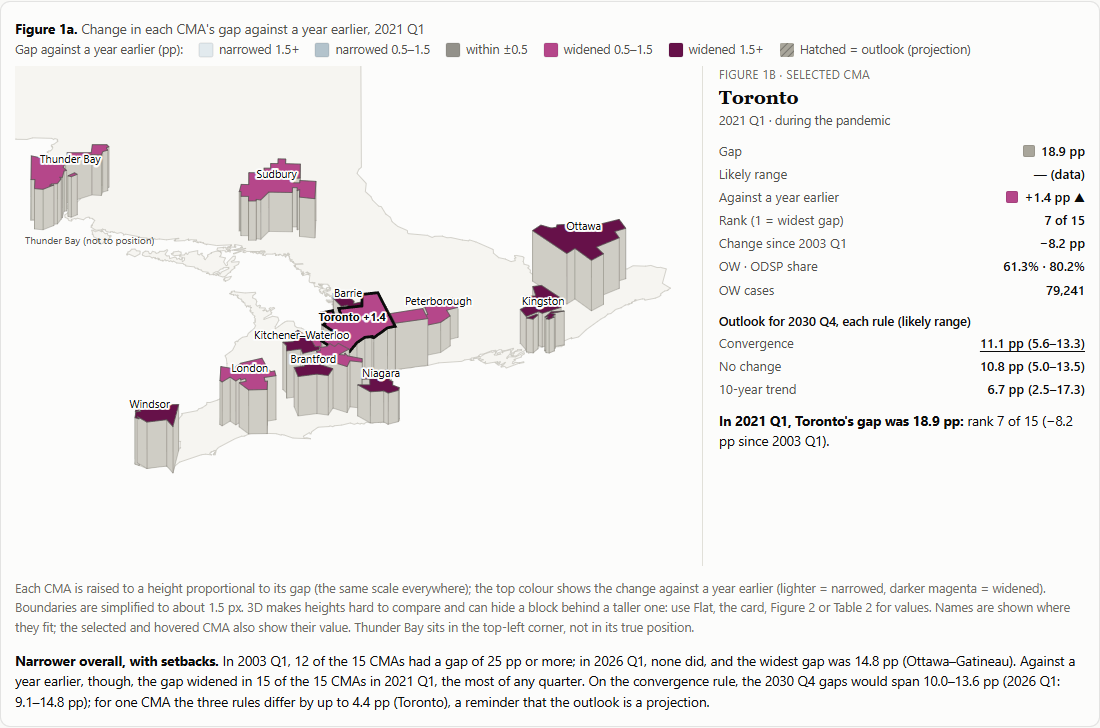 Figure 1a. Change in each CMA's gap against a year earlier, 2021 Q1
Gap against a year earlier (pp): narrowed 1.5+ narrowed 0.5–1.5 within ±0.5 widened 0.5–1.5 widened 1.5+ Hatched = outlook (projection)
Thunder Bay
Sudbury
Thunder Bay (not to position)
Ottawa
Barrie
Peterborough
Kingston
Toronto +1.4
Kitchener–Waterloo
Brantford
London
Niagara
Windsor
FIGURE 1B · SELECTED CMA
Toronto
2021 Q1 · during the pandemic
Gap 18.9 pp
Likely range — (data)
Against a year earlier +1.4 pp ▲
Rank (1 = widest gap) 7 of 15
Change since 2003 Q1 −8.2 pp
OW · ODSP share 61.3% · 80.2%
OW cases 79,241
Outlook for 2030 Q4, each rule (likely range)
Convergence 11.1 pp (5.6–13.3)
No change 10.8 pp (5.0–13.5)
10-year trend 6.7 pp (2.5–17.3)
In 2021 Q1, Toronto's gap was 18.9 pp: rank 7 of 15 (−8.2
pp since 2003 Q1).
Each CMA is raised to a height proportional to its gap (the same scale everywhere); the top colour shows the change against a year earlier (lighter = narrowed, darker magenta = widened).
Boundaries are simplified to about 1.5 px. 3D makes heights hard to compare and can hide a block behind a taller one: use Flat, the card, Figure 2 or Table 2 for values. Names are shown where
they fit; the selected and hovered CMA also show their value. Thunder Bay sits in the top-left corner, not in its true position.
Narrower overall, with setbacks. In 2003 Q1, 12 of the 15 CMAs had a gap of 25 pp or more; in 2026 Q1, none did, and the widest gap was 14.8 pp (Ottawa–Gatineau). Against a
year earlier, though, the gap widened in 15 of the 15 CMAs in 2021 Q1, the most of any quarter. On the convergence rule, the 2030 Q4 gaps would span 10.0–13.6 pp (2026 Q1:
9.1–14.8 pp); for one CMA the three rules differ by up to 4.4 pp (Toronto), a reminder that the outlook is a projection.